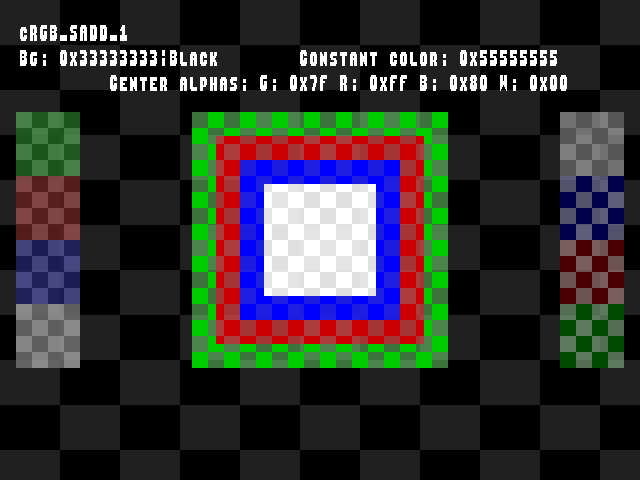 cRGB_SADD_1
Bg: 0x33333333¦Black Constant color: 0x55555555
Center alphas: G: 0x7f R: 0xff B: 0x80 W: 0x00